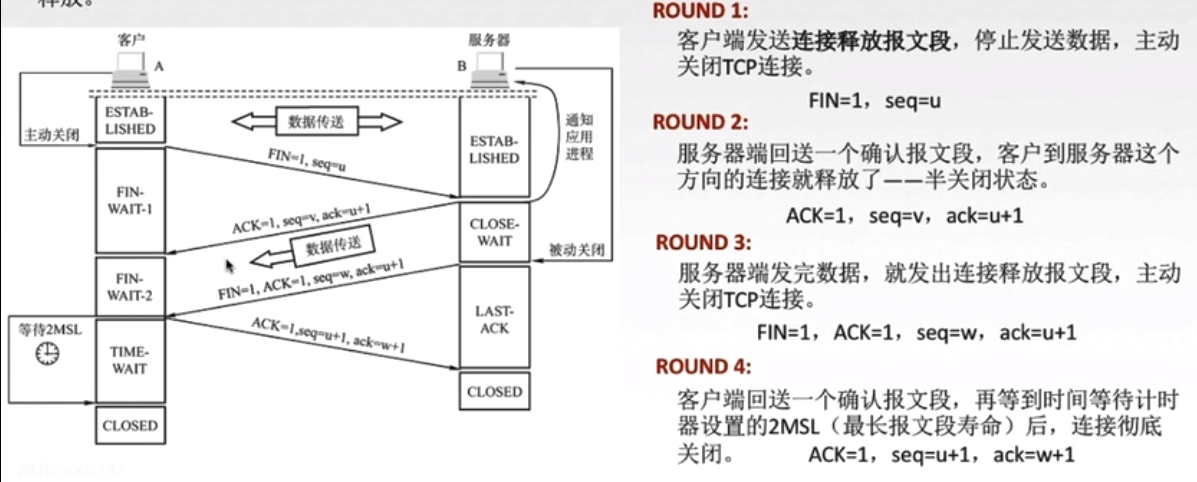 释放。
客户
服务器
A
B
ESTAB-
LISHED
数据传送
主动关闭
FIN=1, seq=u
ESTAB-
LISHED
通知
应用
进程
FIN-
WAIT-1
ACK=1, seq=v, ack=u+1
数据传送
CLOSE-
WAIT
被动关闭
FIN-
WAIT-2
FIN=1, ACK=1, seq=w, ack=u+1
等待2MSL
TIME-
WAIT
ACK=1,seq=u+1, ack=w+1
LAST-
ACK
CLOSED
CLOSED
ROUND 1:
客户端发送连接释放报文段，停止发送数据，主动
关闭TCP连接。
FIN=1，seq=u
ROUND 2:
服务器端回送一个确认报文段，客户到服务器这个
方向的连接就释放了——半关闭状态。
ACK=1，seq=v，ack=u+1
ROUND 3:
服务器端发完数据，就发出连接释放报文段，主动
关闭TCP连接。
FIN=1，ACK=1，seq=w，ack=u+1
ROUND 4:
客户端回送一个确认报文段，再等到时间等待计时
器设置的2MSL（最长报文段寿命）后，连接彻底
关闭。 ACK=1，seq=u+1，ack=w+1